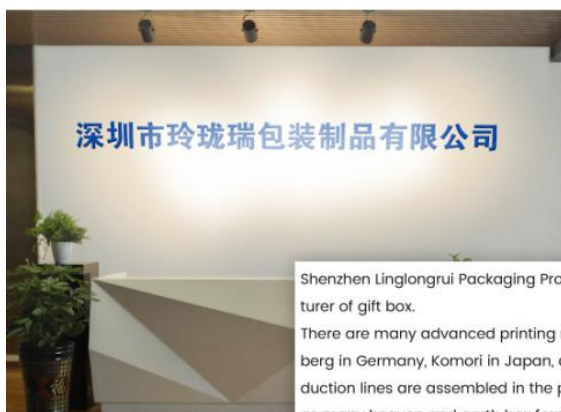 深圳市玲珑瑞包装制品有限公司
Shenzhen Linglongrui Packaging
turer of gift box.
There are many advanced printing
berg in Germany, Komori in Japan,
duction lines are assembled in the
福